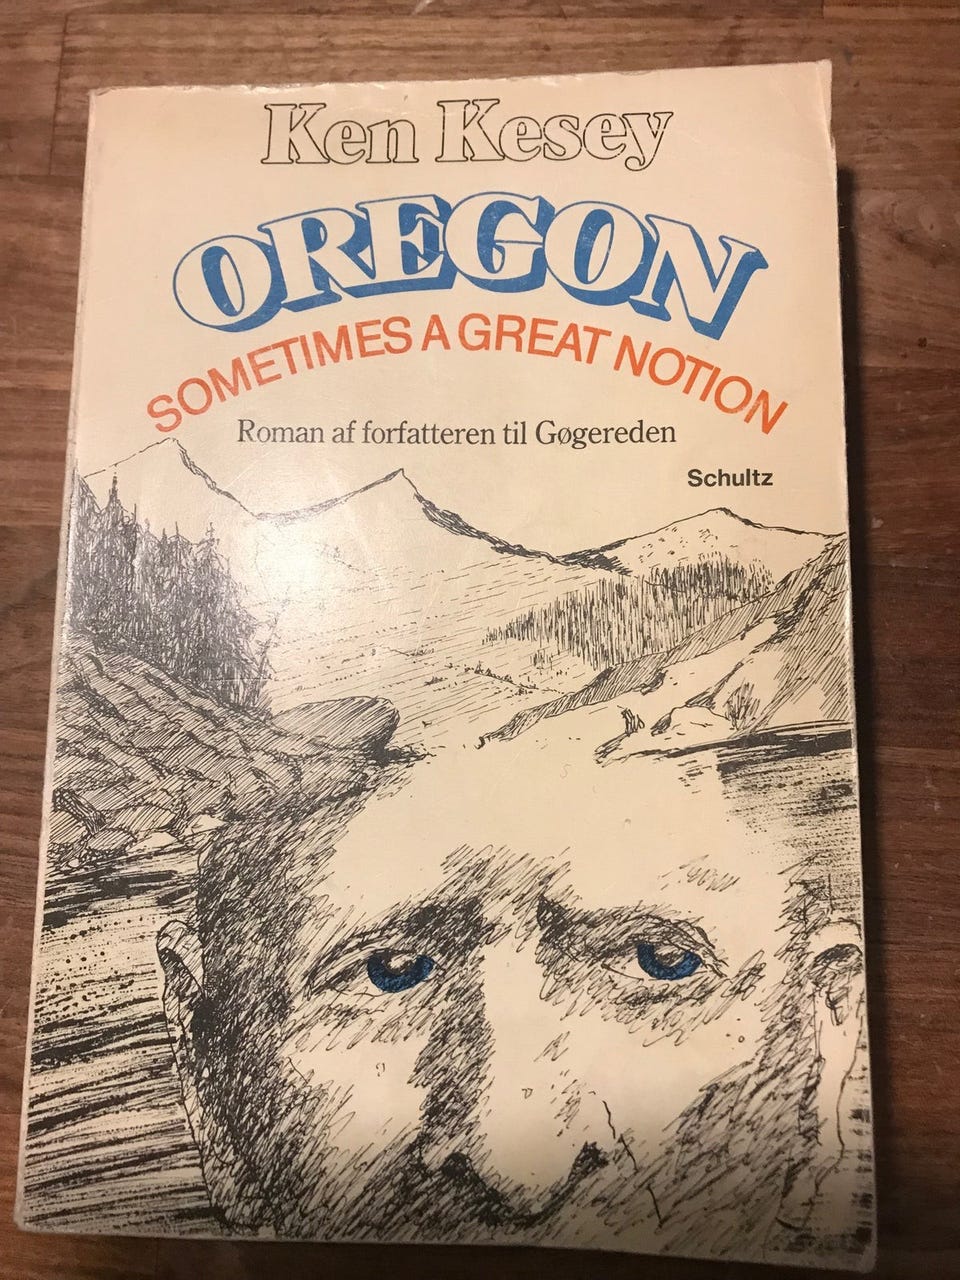 Ken Kesey
OREGON
SOMETIMES A GREAT NOTION
Roman af forfatteren til Gøgereden
Schultz